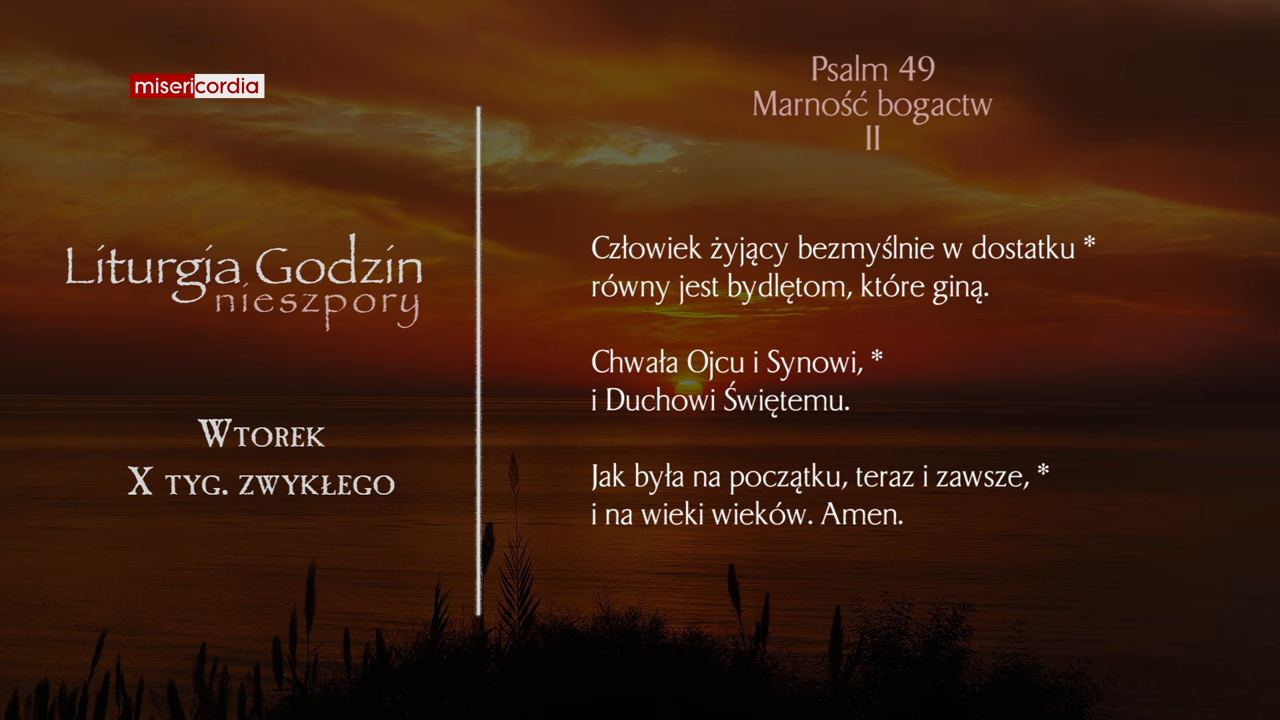 misericordia
Liturgia Godzin
nieszpory
Wtorek
X tyg. zwykłego
Psalm 49
Marność bogactw
II
Człowiek żyjący bezmyślnie w dostatku *
równy jest bydlętom, które giną.
Chwała Ojcu i Synowi, *
i Duchowi Świętemu.
Jak była na początku, teraz i zawsze, *
i na wieki wieków. Amen.